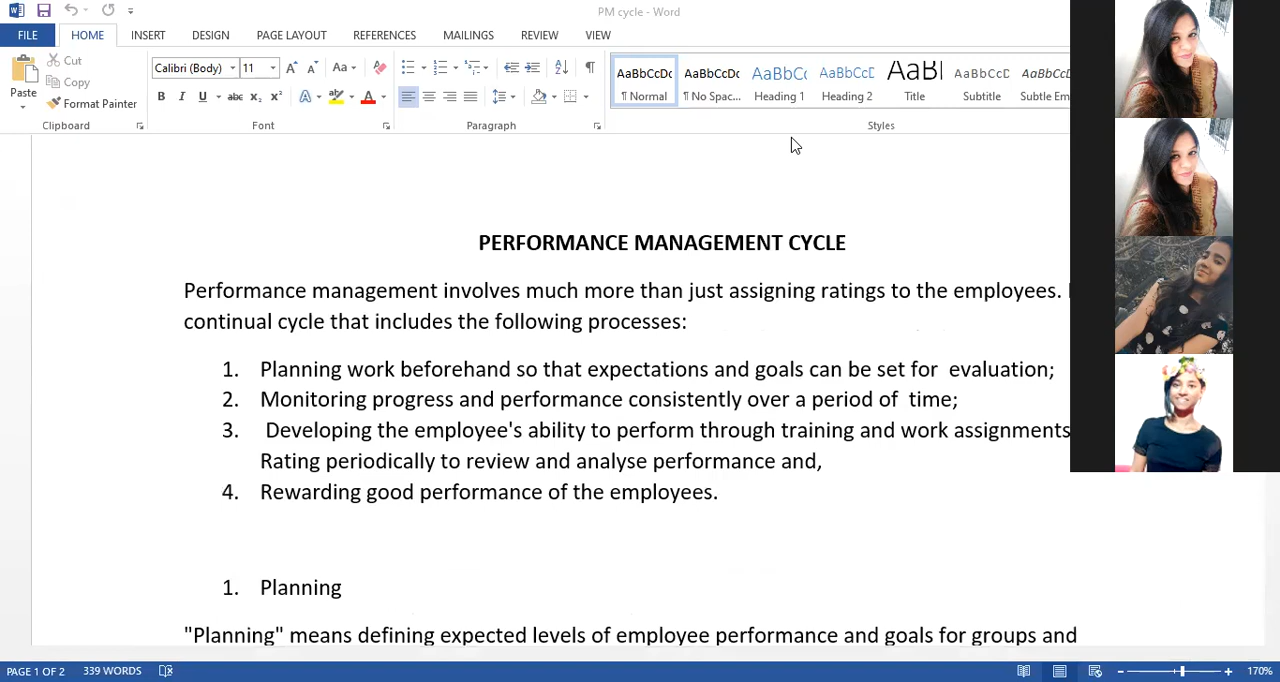 PM cycle - Word
FILE HOME INSERT DESIGN PAGE LAYOUT REFERENCES MAILINGS REVIEW VIEW
Paste
Cut
Copy
Format Painter
Clipboard
Calibri (Body) 11
Font
Paragraph
AaBbCcDc AaBbCcDc AaBbCc AaBbCcD AaBl AaBbCcD AaBbCcDc
¶ Normal ¶ No Spac... Heading 1 Heading 2 Title Subtitle Subtle Em
Styles
PERFORMANCE MANAGEMENT CYCLE
Performance management involves much more than just assigning ratings to the employees.
continual cycle that includes the following processes:
1. Planning work beforehand so that expectations and goals can be set for evaluation;
2. Monitoring progress and performance consistently over a period of time;
3. Developing the employee's ability to perform through training and work assignments
Rating periodically to review and analyse performance and,
4. Rewarding good performance of the employees.
1. Planning
"Planning" means defining expected levels of employee performance and goals for groups and
PAGE 1 OF 2 339 WORDS 170%